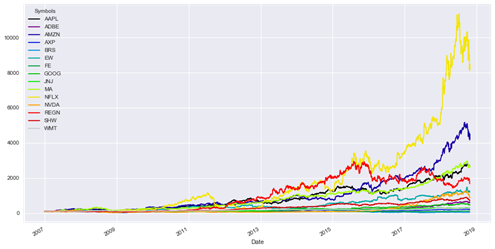 Symbols
AAPL
ADBE
AMZN
AXP
BRS
EW
FE
GOOG
JNJ
MA
NFLX
NVDA
REGN
SHW
WMT
10000
8000
6000
4000
2000
0
2007
2009
2011
2013
2015
2017
2019
Date